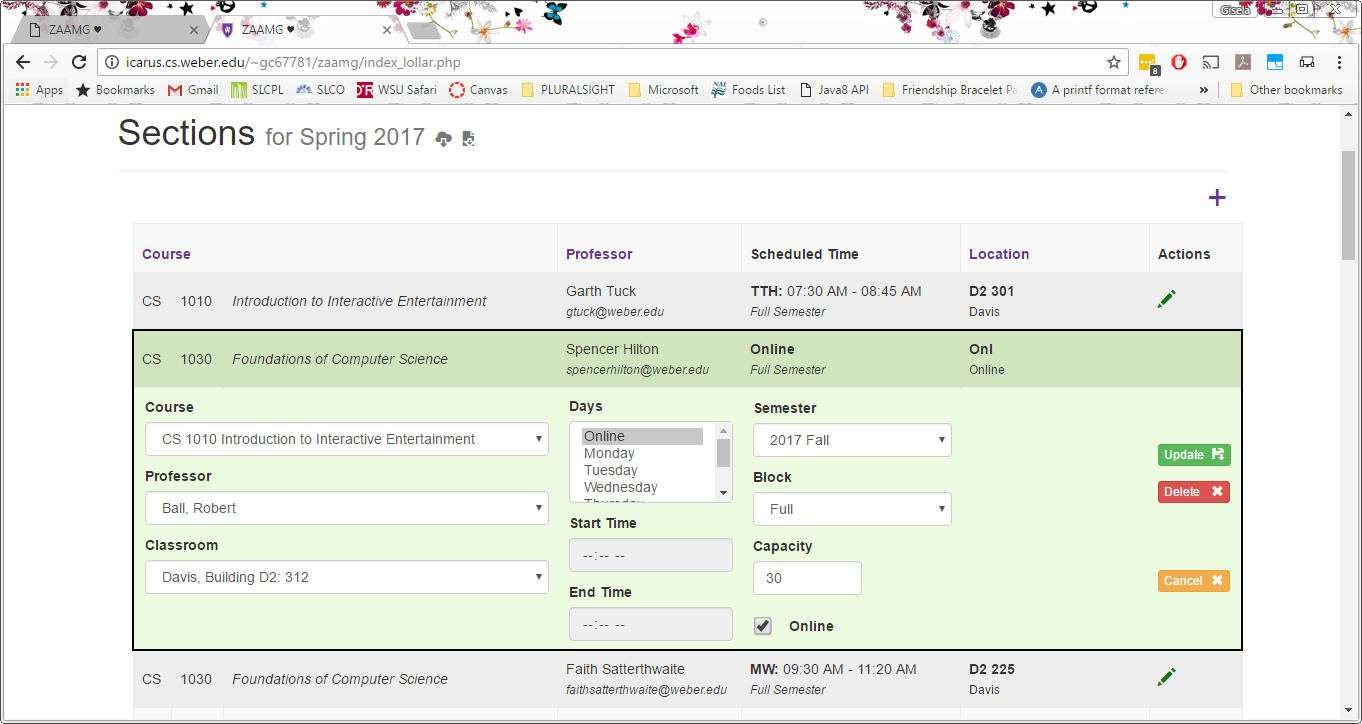 ZAAMG ♥
ZAAMG ♥
Gisela
icarus.cs.weber.edu/~gc67781/zaamg/index_lollar.php
8
Apps Bookmarks Gmail SLCPL SLCO WSU Safari Canvas PLURALSIGHT Microsoft Foods List Java8 API Friendship Bracelet A printf format » Other bookmarks
Sections for Spring 2017
+
Course Professor Scheduled Time Location Actions
CS 1010 Introduction to Interactive Entertainment Garth Tuck TTH: 07:30 AM - 08:45 AM D2 301
gtuck@weber.edu Full Semester Davis
CS 1030 Foundations of Computer Science Spencer Hilton Online Onl
spencerhilton@weber.edu Full Semester Online
Course
CS 1010 Introduction to Interactive Entertainment
Professor
Ball, Robert
Classroom
Davis, Building D2: 312
Days
Online
Monday
Tuesday
Wednesday
Thursday
Start Time
--:-- --
End Time
--:-- --
Semester
2017 Fall
Block
Full
Capacity
30
Online
Update
Delete
Cancel
CS 1030 Foundations of Computer Science Faith Satterthwaite MW: 09:30 AM - 11:20 AM D2 225
faithsatterthwaite@weber.edu Full Semester Davis